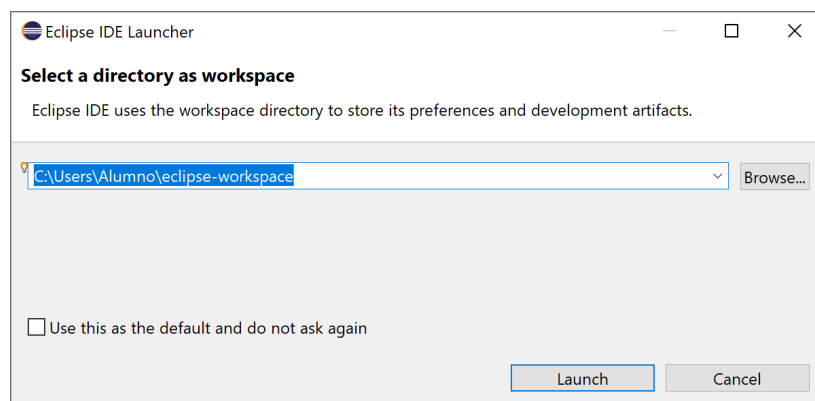 Eclipse IDE Launcher
Select a directory as workspace
Eclipse IDE uses the workspace directory to store its preferences and development artifacts.
C:\Users\Alumno\eclipse-workspace
Browse...
Use this as the default and do not ask again
Launch
Cancel